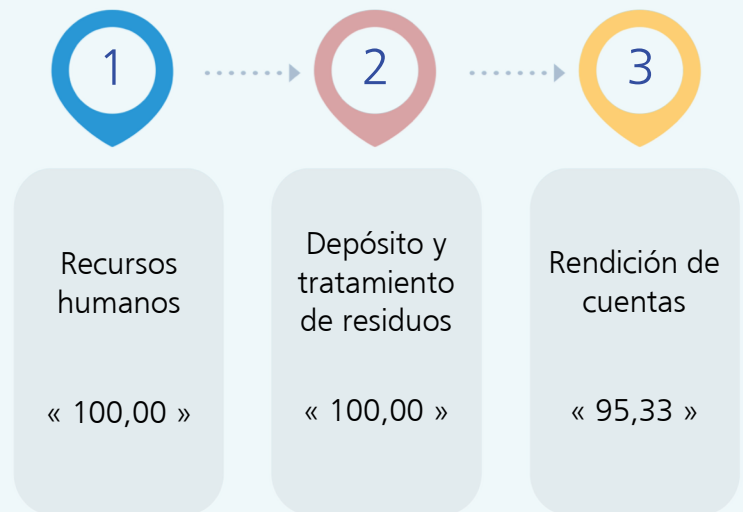 1
2
3
Recursos
humanos
« 100,00 »
Depósito y
tratamiento
de residuos
« 100,00 »
Rendición de
cuentas
« 95,33 »